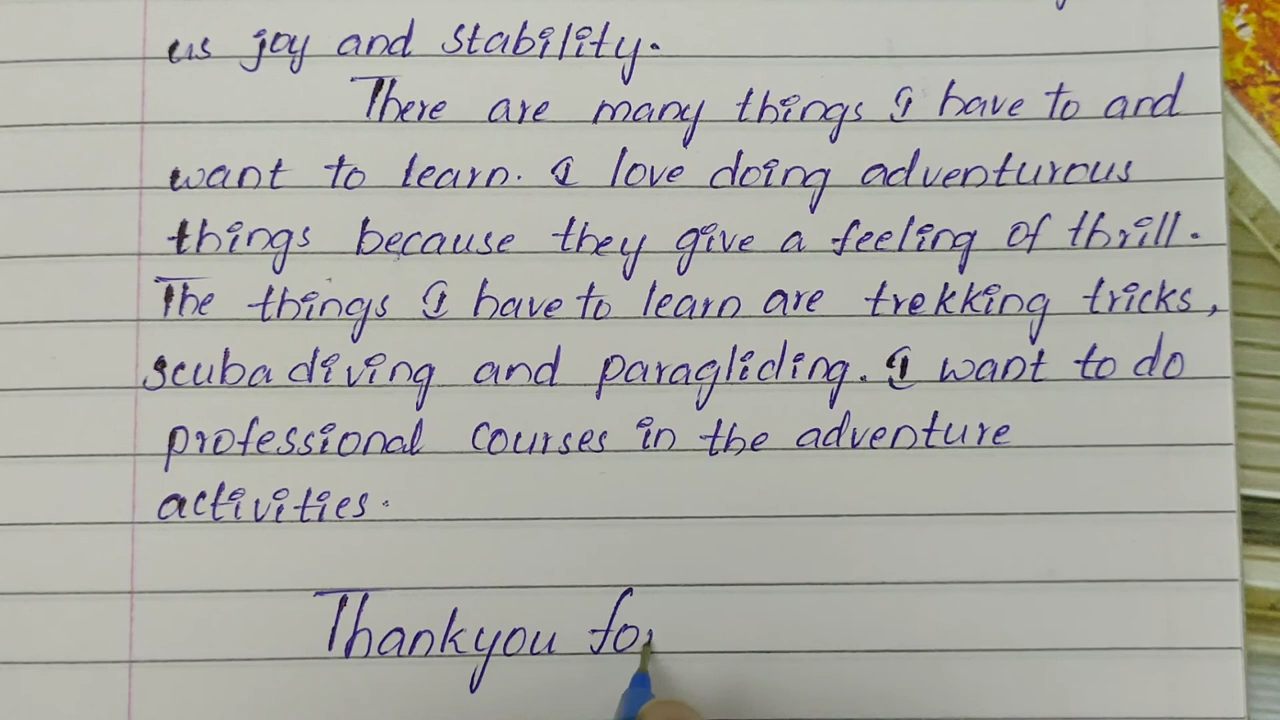 us joy and stability.
There are many things I have to and
want to learn. I love doing adventurous
things because they give a feeling of thrill.
The things I have to learn are trekking tricks,
scuba diving and paragliding. I want to do
professional courses in the adventure
activities.
Thankyou fo